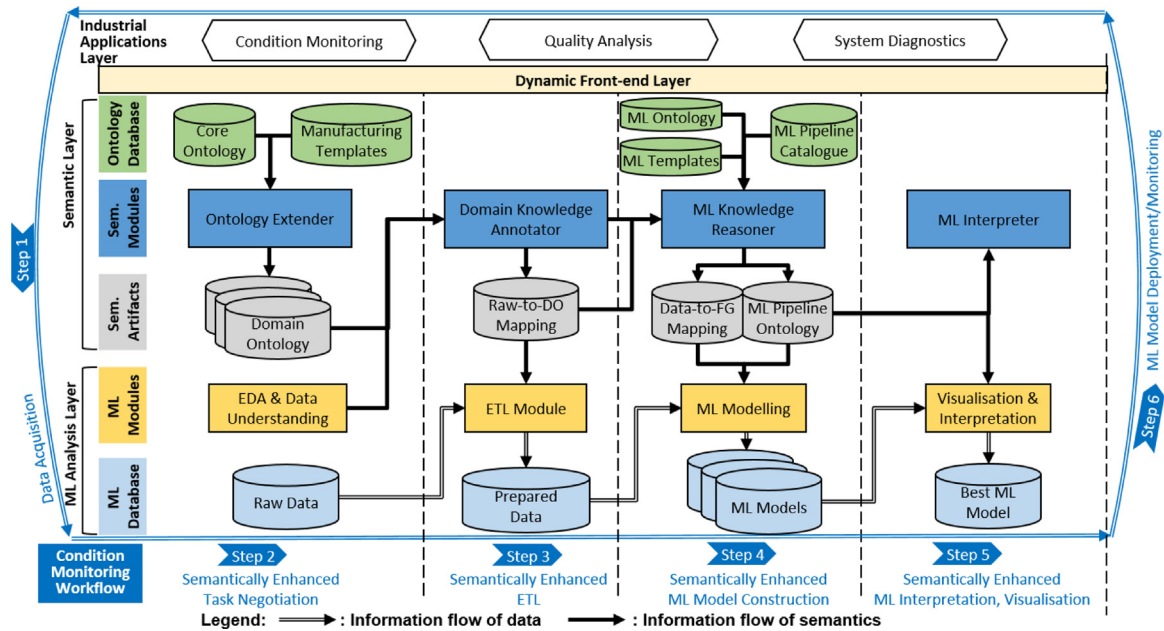 Industrial
Applications
Layer
Condition Monitoring
Quality Analysis
System Diagnostics
Dynamic Front-end Layer
Semantic Layer
Ontology
Database
Core
Ontology
Manufacturing
Templates
ML Ontology
ML Templates
ML Pipeline
Catalogue
Sem.
Modules
Ontology Extender
Domain Knowledge
Annotator
ML Knowledge
Reasoner
ML Interpreter
Sem.
Artifacts
Domain
Ontology
Raw-to-DO
Mapping
Data-to-FG
Mapping
ML Pipeline
Ontology
ML Analysis Layer
ML
Modules
EDA & Data
Understanding
ETL Module
ML Modelling
Visualisation &
Interpretation
ML
Database
Raw Data
Prepared
Data
ML Models
Best ML
Model
Step 1
Data Acquisition
ML Model Deployment/Monitoring
Step 6
Condition
Monitoring
Workflow
Step 2
Semantically Enhanced
Task Negotiation
Step 3
Semantically Enhanced
ETL
Step 4
Semantically Enhanced
ML Model Construction
Step 5
Semantically Enhanced
ML Interpretation, Visualisation
Legend: : Information flow of data : Information flow of semantics